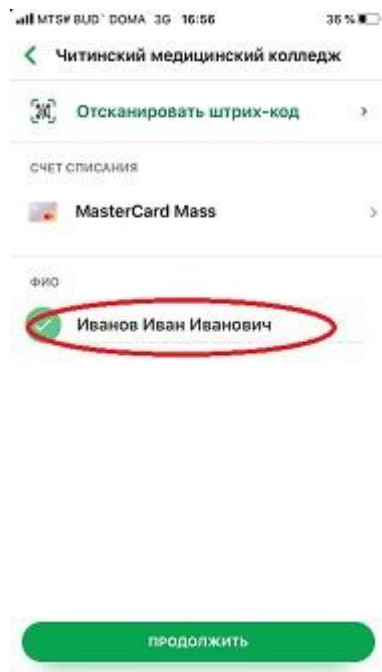 MTS# BUD` DOMA 3G 16:56 36 %
Читинский медицинский колледж
Отсканировать штрих-код
СЧЕТ СПИСАНИЯ
MasterCard Mass
ФИО
Иванов Иван Иванович
ПРОДОЛЖИТЬ